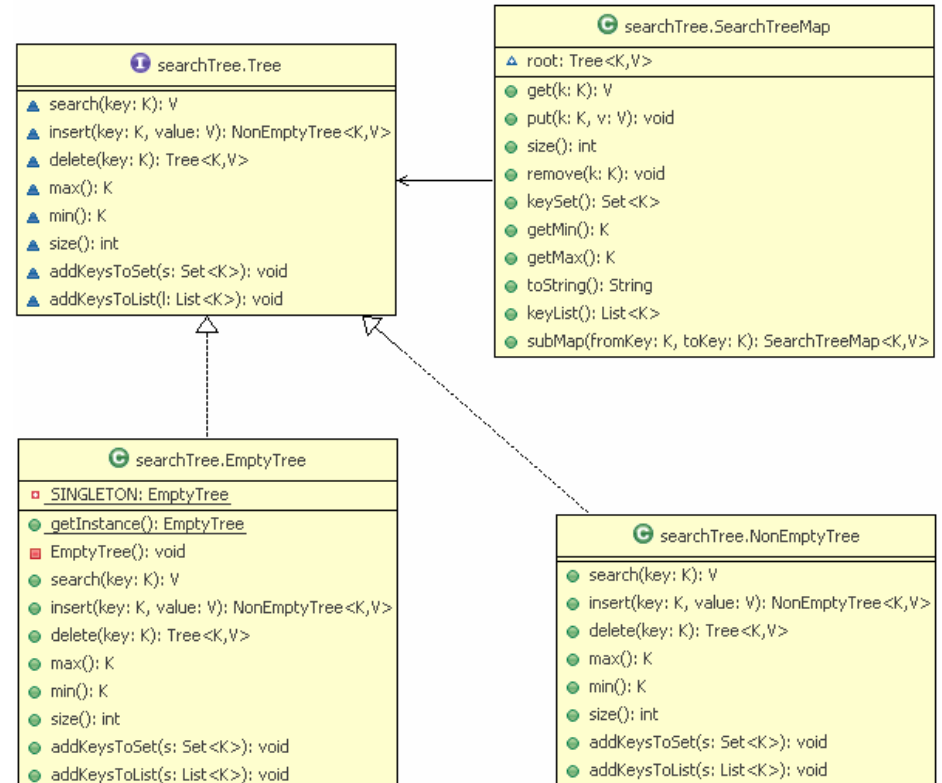 searchTree.Tree
search(key: K): V
insert(key: K, value: V): NonEmptyTree<K,V>
delete(key: K): Tree<K,V>
max(): K
min(): K
size(): int
addKeysToSet(s: Set<K>): void
addKeysToList(l: List<K>): void
searchTree.SearchTreeMap
root: Tree<K,V>
get(k: K): V
put(k: K, v: V): void
size(): int
remove(k: K): void
keySet(): Set<K>
getMin(): K
getMax(): K
toString(): String
keyList(): List<K>
subMap(fromKey: K, toKey: K): SearchTreeMap<K,V>
searchTree.EmptyTree
SINGLETON: EmptyTree
getInstance(): EmptyTree
EmptyTree(): void
search(key: K): V
insert(key: K, value: V): NonEmptyTree<K,V>
delete(key: K): Tree<K,V>
max(): K
min(): K
size(): int
addKeysToSet(s: Set<K>): void
addKeysToList(s: List<K>): void
searchTree.NonEmptyTree
search(key: K): V
insert(key: K, value: V): NonEmptyTree<K,V>
delete(key: K): Tree<K,V>
max(): K
min(): K
size(): int
addKeysToSet(s: Set<K>): void
addKeysToList(s: List<K>): void